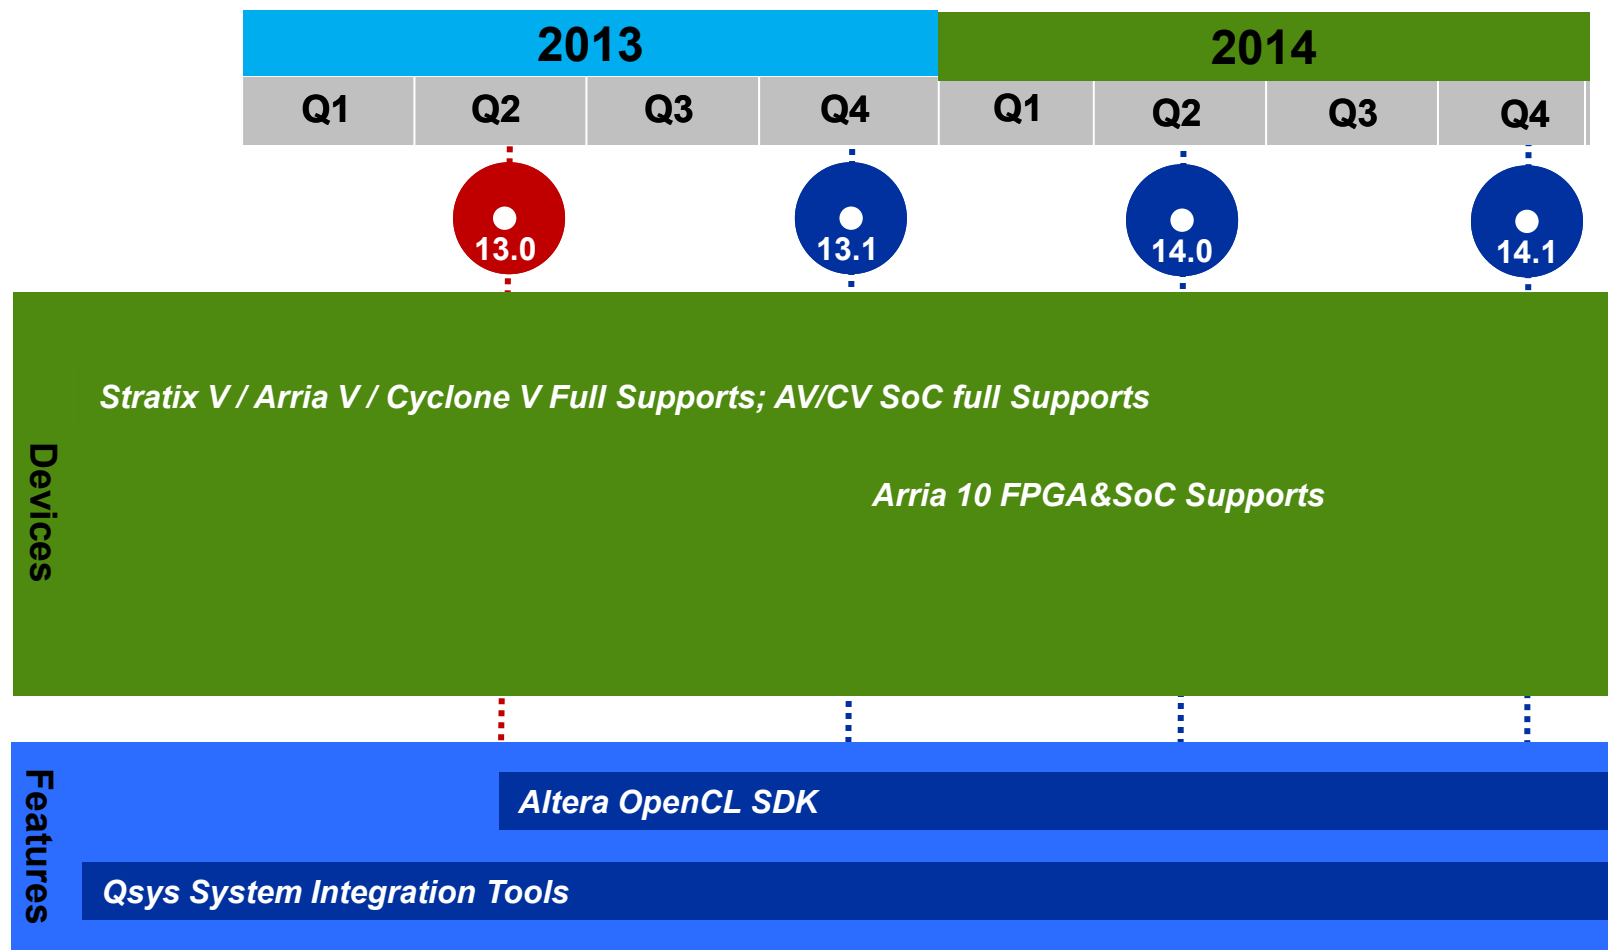 2013
2014
Q1 Q2 Q3 Q4 Q1 Q2 Q3 Q4
13.0 13.1 14.0 14.1
Devices
Stratix V / Arria V / Cyclone V Full Supports; AV/CV SoC full Supports
Arria 10 FPGA&SoC Supports
Features
Altera OpenCL SDK
Qsys System Integration Tools